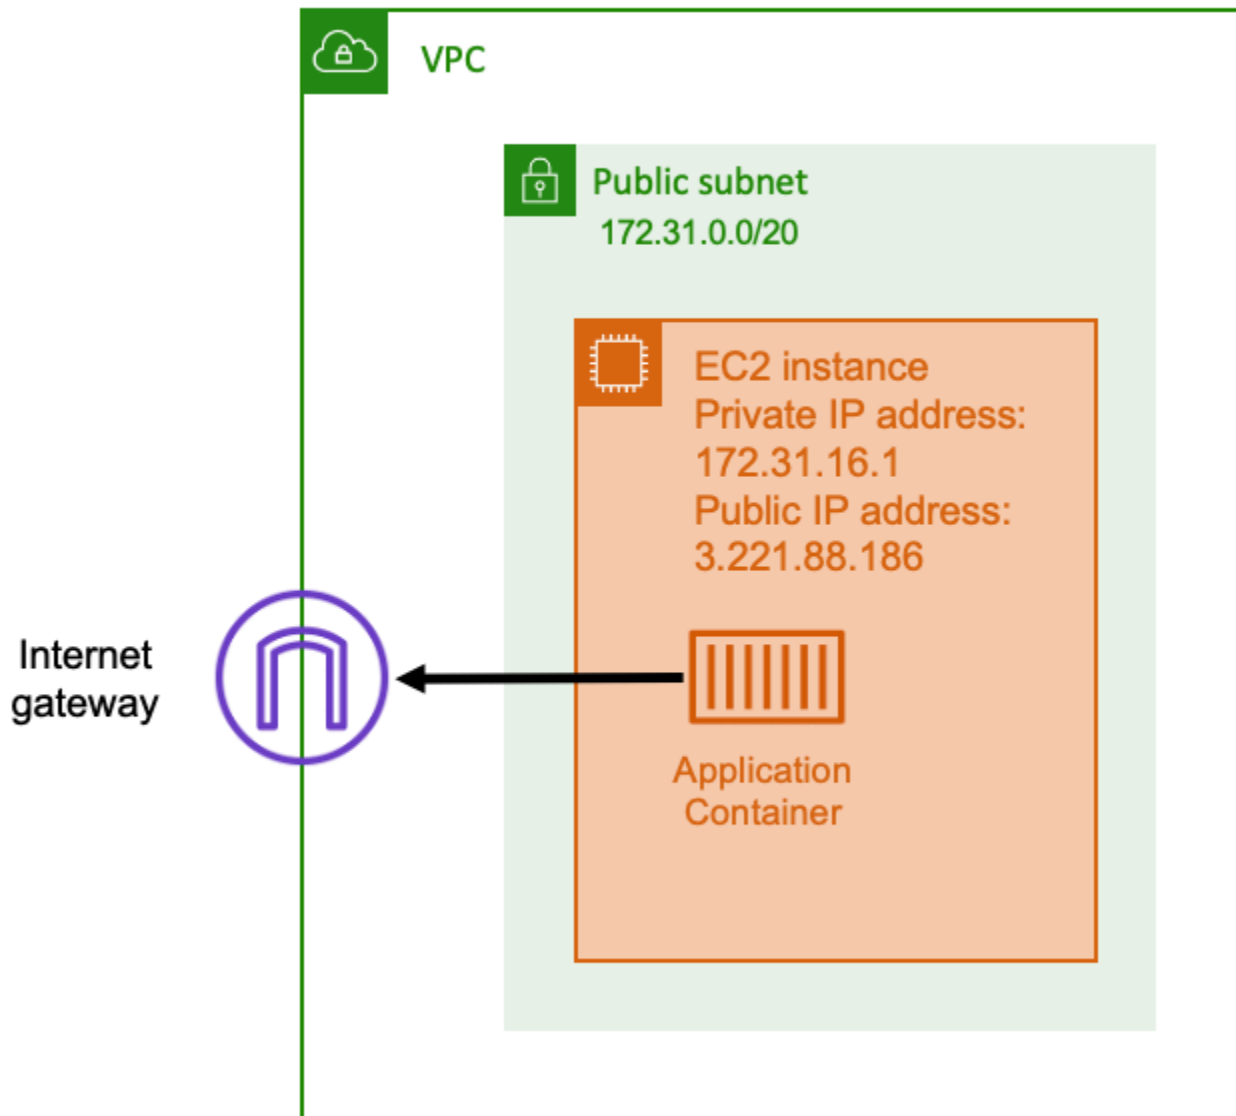 VPC
Public subnet
172.31.0.0/20
EC2 instance
Private IP address:
172.31.16.1
Public IP address:
3.221.88.186
Internet
gateway
Application
Container